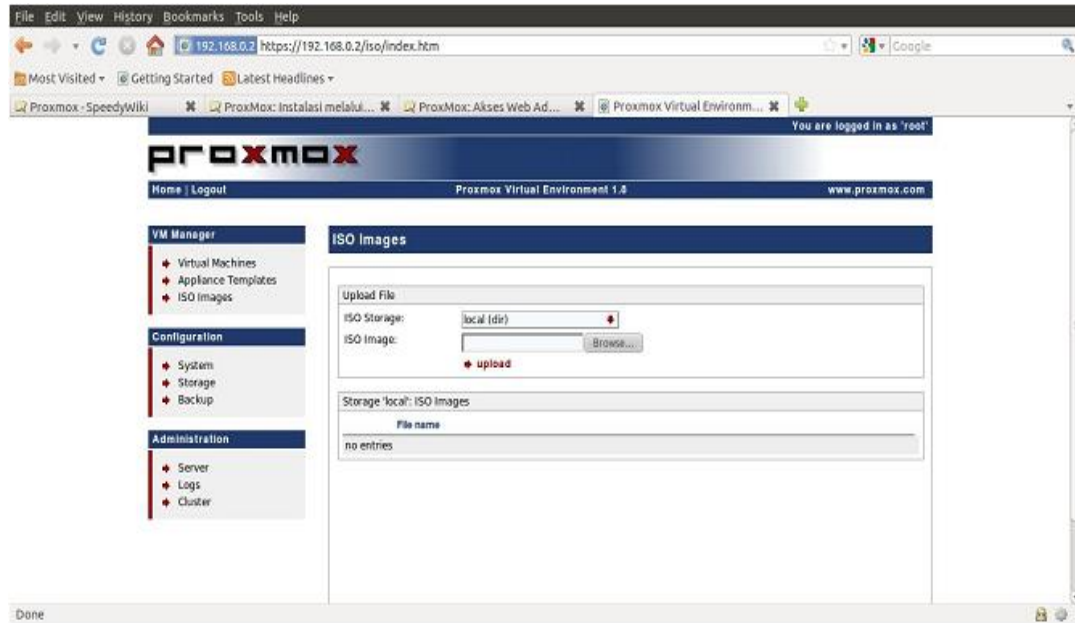 File Edit View History Bookmarks Tools Help
192.168.0.2 https://192.168.0.2/iso/index.htm
Google
Most Visited Getting Started Latest Headlines
Proxmox - SpeedyWiki ProxMox: Instalasi melalui... ProxMox: Akses Web Ad... Proxmox Virtual Environm...
You are logged in as 'root'
proxmox
Home | Logout Proxmox Virtual Environment 1.8 www.proxmox.com
VM Manager
Virtual Machines
Appliance Templates
ISO Images
Configuration
System
Storage
Backup
Administration
Server
Logs
Cluster
ISO Images
Upload File
ISO Storage: local (dir)
ISO Image: Browse...
upload
Storage 'local': ISO Images
File name
no entries
Done